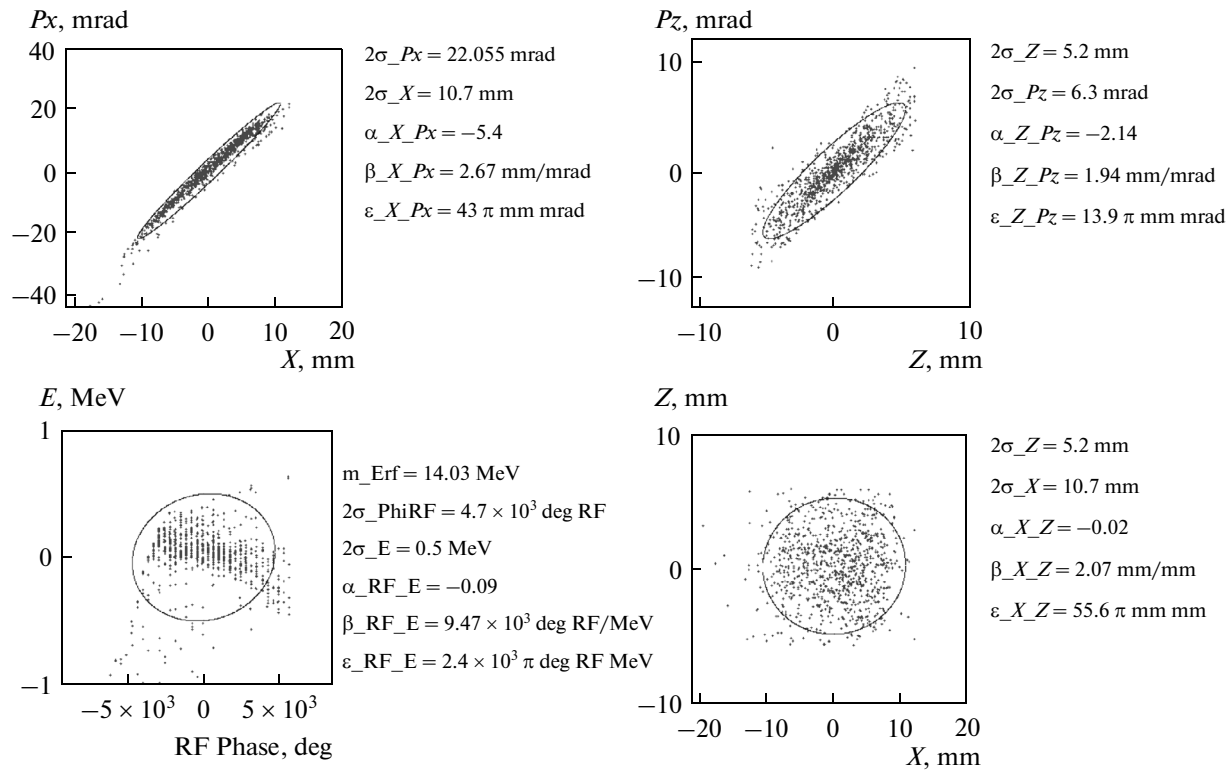 Px, mrad
40
20
0
−20
−40
−20 −10 0 10 20
X, mm
2σ_Px = 22.055 mrad
2σ_X = 10.7 mm
α_X_Px = −5.4
β_X_Px = 2.67 mm/mrad
ε_X_Px = 43 π mm mrad
Pz, mrad
10
0
−10
−10 0 10
Z, mm
2σ_Z = 5.2 mm
2σ_Pz = 6.3 mrad
α_Z_Pz = −2.14
β_Z_Pz = 1.94 mm/mrad
ε_Z_Pz = 13.9 π mm mrad
E, MeV
1
0
−1
−5 × 10³ 0 5 × 10³
RF Phase, deg
m_Erf = 14.03 MeV
2σ_PhiRF = 4.7 × 10³ deg RF
2σ_E = 0.5 MeV
α_RF_E = −0.09
β_RF_E = 9.47 × 10³ deg RF/MeV
ε_RF_E = 2.4 × 10³ π deg RF MeV
Z, mm
10
0
−10
−20 −10 0 10 20
X, mm
2σ_Z = 5.2 mm
2σ_X = 10.7 mm
α_X_Z = −0.02
β_X_Z = 2.07 mm/mm
ε_X_Z = 55.6 π mm mm